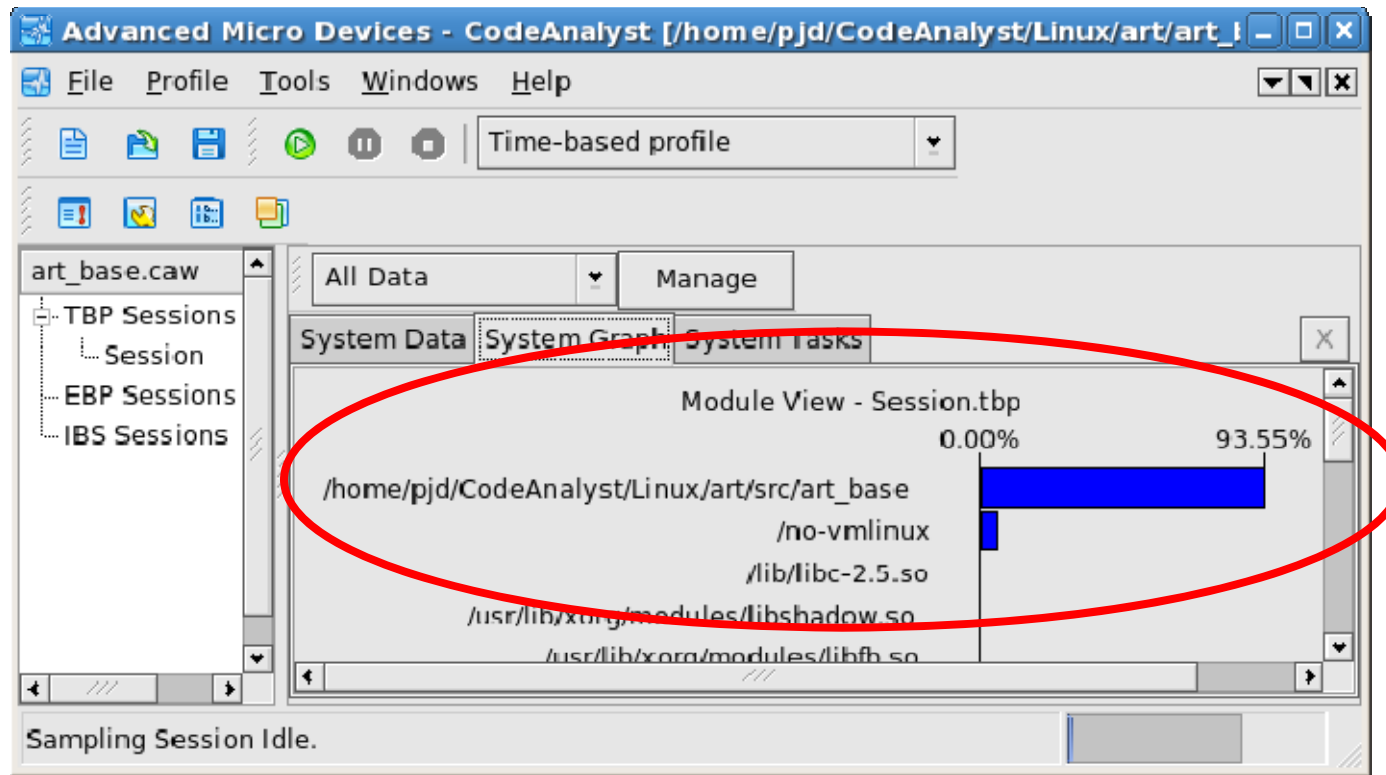 Advanced Micro Devices - CodeAnalyst [/home/pjd/CodeAnalyst/Linux/art/art_
File Profile Tools Windows Help
Time-based profile
art_base.caw
TBP Sessions
Session
EBP Sessions
IBS Sessions
All Data Manage
System Data System Graph System Tasks
Module View - Session.tbp
0.00% 93.55%
/home/pjd/CodeAnalyst/Linux/art/src/art_base
/no-vmlinux
/lib/libc-2.5.so
/usr/lib/xorg/modules/libshadow.so
/usr/lib/xorg/modules/libfb.so
Sampling Session Idle.